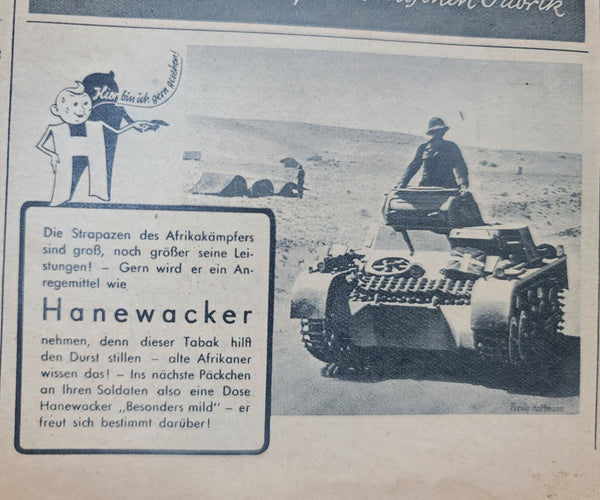 Fabrik
Hier bin ich gern gesehen!
H
Die Strapazen des Afrikakämpfers
sind groß, noch größer seine Lei-
stungen! – Gern wird er ein An-
regemittel wie
Hanewacker
nehmen, denn dieser Tabak hilft
den Durst stillen – alte Afrikaner
wissen das! – Ins nächste Päckchen
an Ihren Soldaten also eine Dose
Hanewacker „Besonders mild" – er
freut sich bestimmt darüber!
Hoffmann